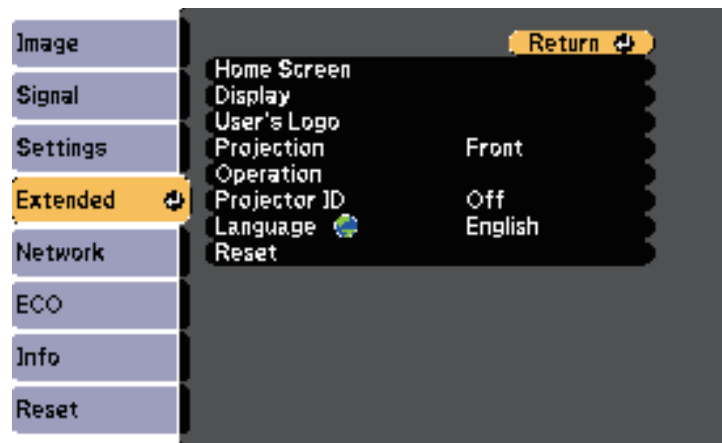 Image
Signal
Settings
Extended
Network
ECO
Info
Reset
Return
Home Screen
Display
User's Logo
Projection Front
Operation
Projector ID Off
Language English
Reset